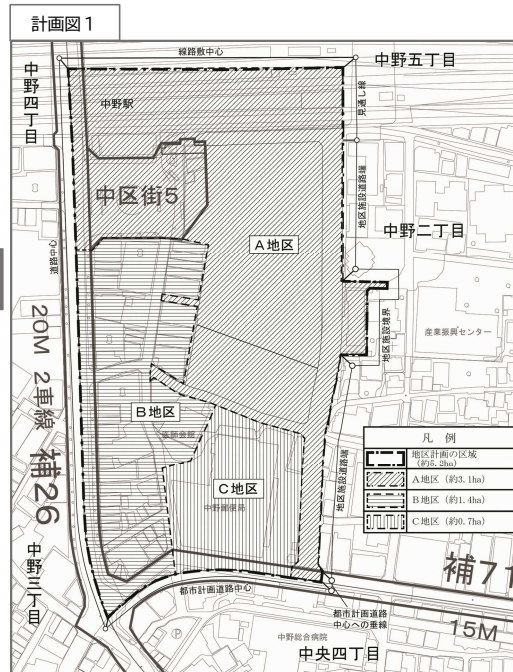 計画図1
線路敷中心
中野五丁目
中野四丁目
中野駅
見通し線
中区街5
地区施設道路端
A地区
中野二丁目
道路中心
産業振興センター
地区施設境界
20M 2車線 補26
B地区
医師会館
凡 例
地区計画の区域
(約5.2ha)
A地区 (約3.1ha)
B地区 (約1.4ha)
C地区 (約0.7ha)
C地区
中野郵便局
地区施設道路端
中野三丁目
補71
都市計画道路中心
都市計画道路
中心への垂線
15M
中野総合病院
中央四丁目